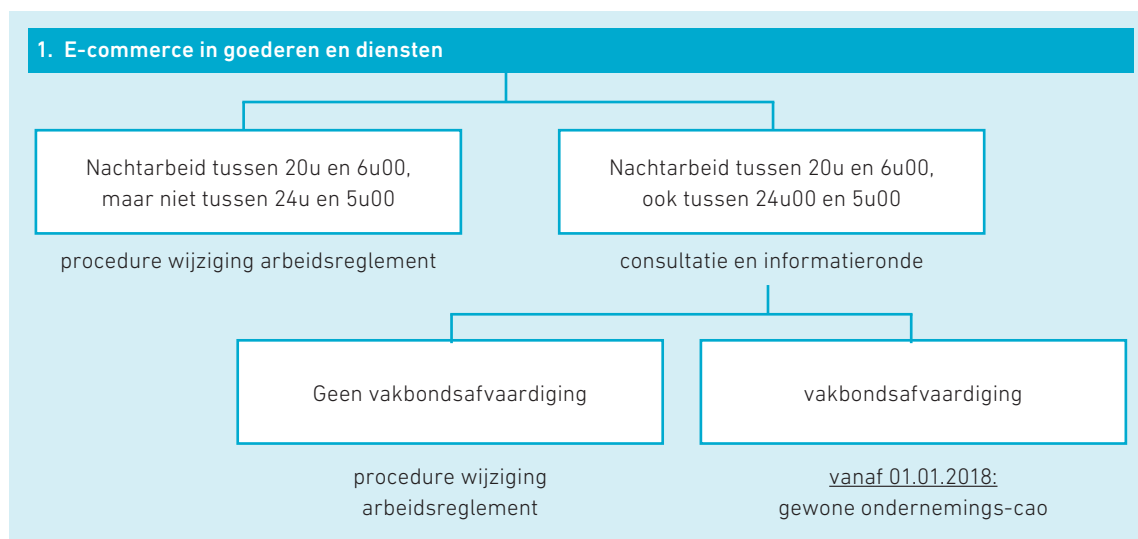 1. E-commerce in goederen en diensten
Nachtarbeid tussen 20u en 6u00,
maar niet tussen 24u en 5u00
Nachtarbeid tussen 20u en 6u00,
ook tussen 24u00 en 5u00
procedure wijziging arbeidsreglement
consultatie en informatieronde
Geen vakbondsafvaardiging
vakbondsafvaardiging
procedure wijziging
arbeidsreglement
vanaf 01.01.2018:
gewone ondernemings-cao